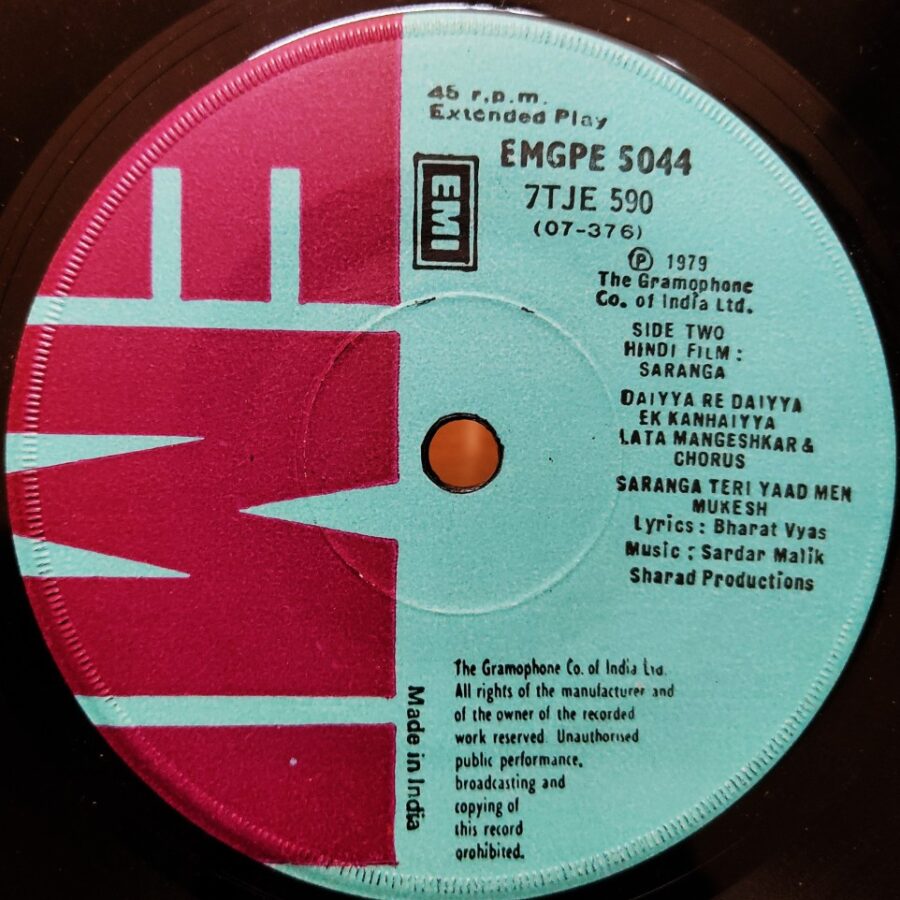 45 r.p.m.
Extended Play
EMI
EMGPE 5044
7TJE 590
(07-376)
Ⓟ 1979
The Gramophone
Co. of India Ltd.
SIDE TWO
HINDI FILM :
SARANGA
DAIYYA RE DAIYYA
EK KANHAIYYA
LATA MANGESHKAR &
CHORUS
SARANGA TERI YAAD MEN
MUKESH
Lyrics : Bharat Vyas
Music : Sardar Malik
Sharad Productions
The Gramophone Co. of India Ltd.
All rights of the manufacturer and
of the owner of the recorded
work reserved. Unauthorised
public performance,
broadcasting and
copying of
this record
prohibited.
Made in India
EMI